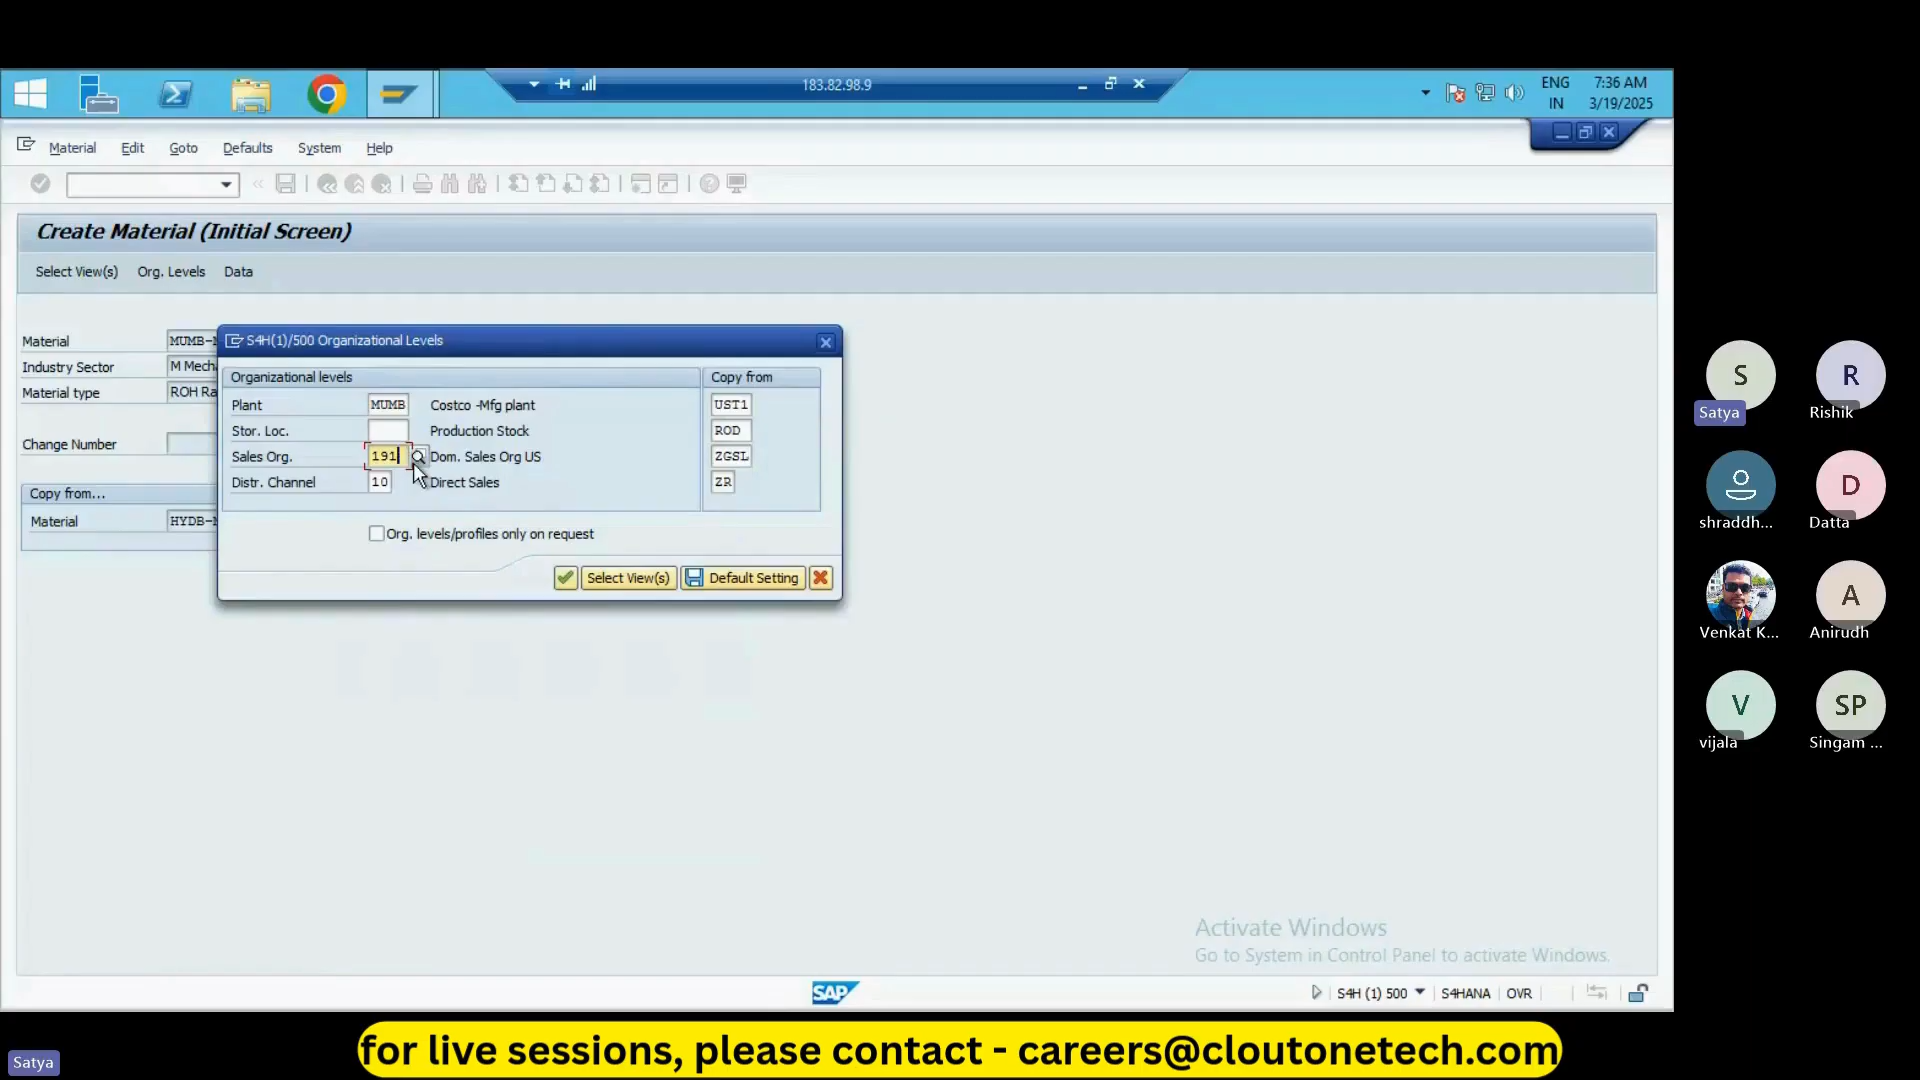 183.82.98.9
ENG
IN
7:36 AM
3/19/2025
Material Edit Goto Defaults System Help
Create Material (Initial Screen)
Select View(s) Org. Levels Data
Material MUMB-
Industry Sector M Mech
Material type ROH Ra
Change Number
Copy from...
Material HYDB-
S4H(1)/500 Organizational Levels
Organizational levels Copy from
Plant MUMB Costco -Mfg plant UST1
Stor. Loc. Production Stock ROD
Sales Org. 191 Dom. Sales Org US ZGSL
Distr. Channel 10 Direct Sales ZR
Org. levels/profiles only on request
Select View(s) Default Setting
Activate Windows
Go to System in Control Panel to activate Windows.
SAP
S4H (1) 500 S4HANA OVR
S
Satya
R
Rishik
shraddh...
D
Datta
Venkat K...
A
Anirudh
V
vijala
SP
Singam ...
Satya
for live sessions, please contact - careers@cloutonetech.com